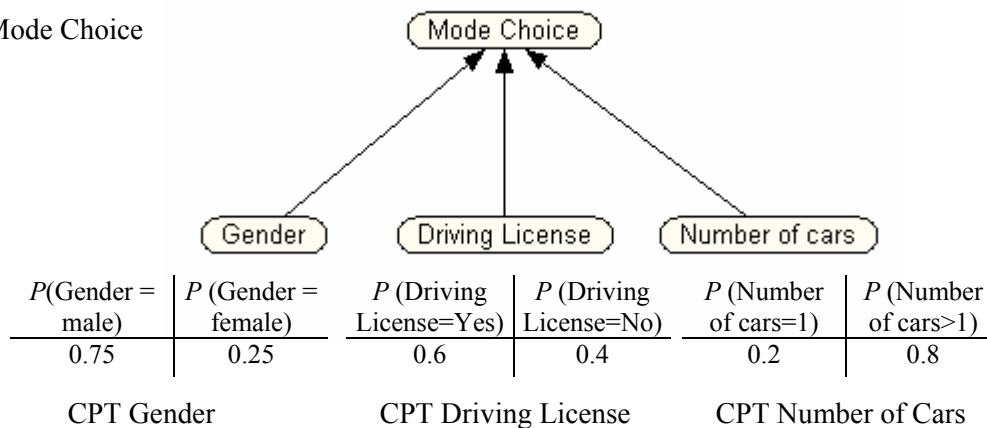 Mode Choice
Mode Choice
Gender
Driving License
Number of cars
P(Gender = male)
P (Gender = female)
P (Driving License=Yes)
P (Driving License=No)
P (Number of cars=1)
P (Number of cars>1)
0.75
0.25
0.6
0.4
0.2
0.8
CPT Gender
CPT Driving License
CPT Number of Cars